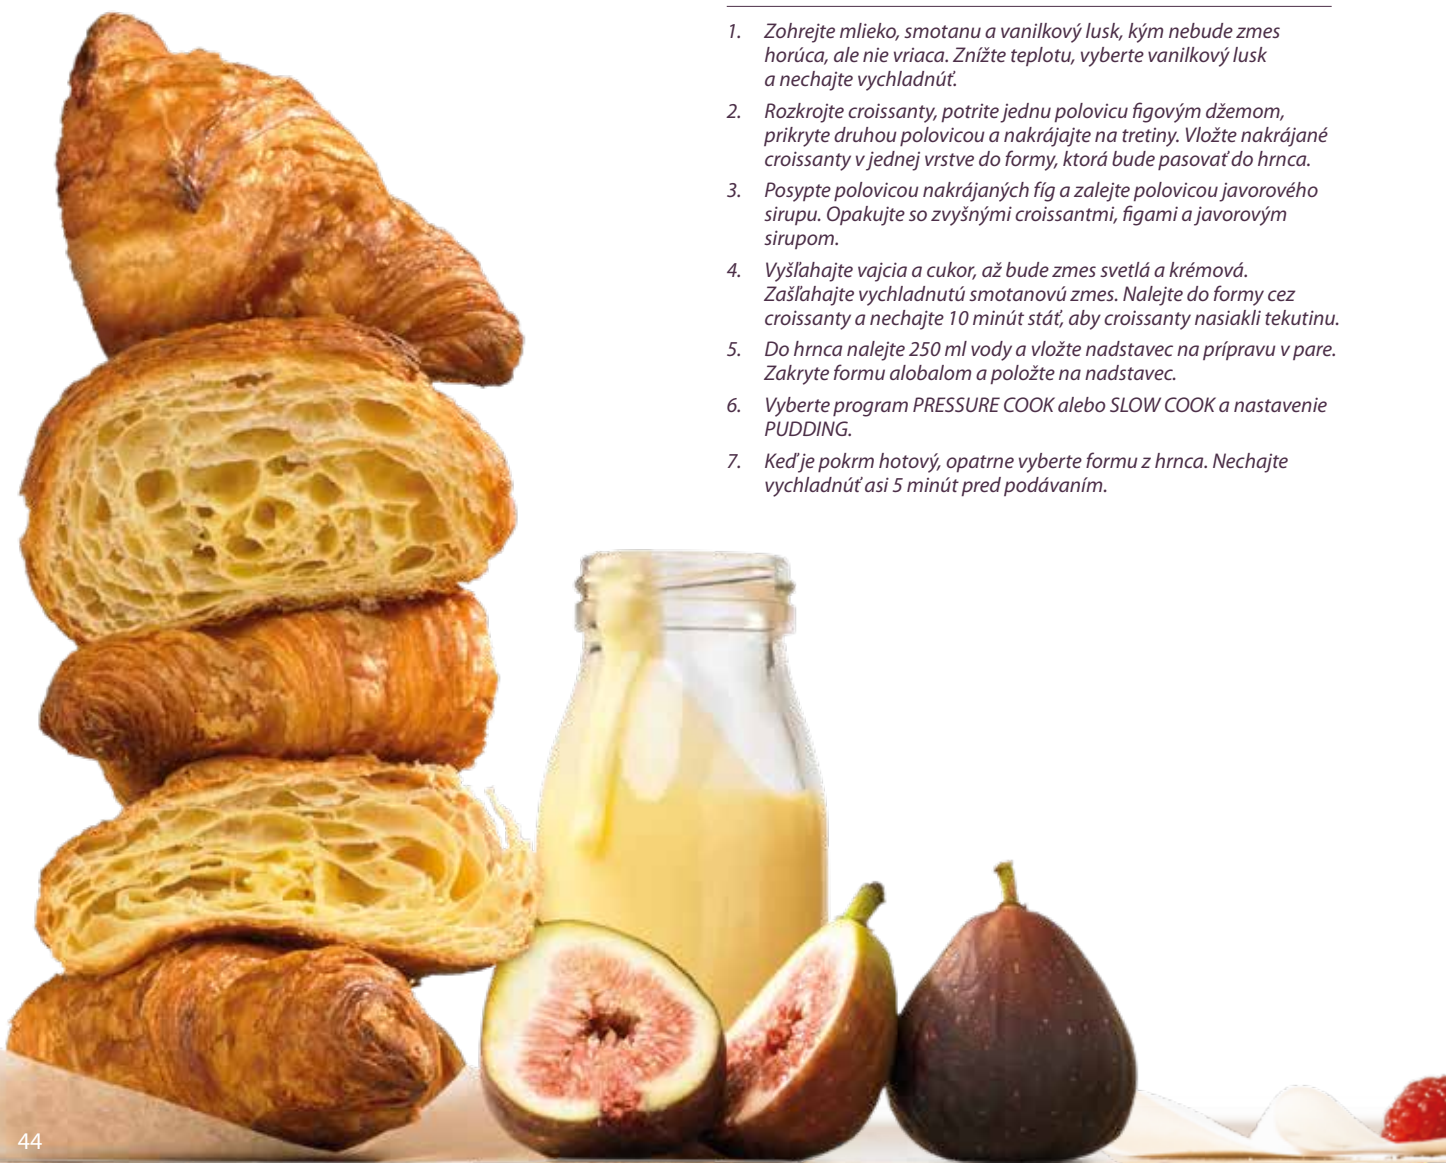 1. Zohrejte mlieko, smotanu a vanilkový lusk, kým nebude zmes
horúca, ale nie vriaca. Znížte teplotu, vyberte vanilkový lusk
a nechajte vychladnúť.
2. Rozkrojte croissanty, potrite jednu polovicu figovým džemom,
prikryte druhou polovicou a nakrájajte na tretiny. Vložte nakrájané
croissanty v jednej vrstve do formy, ktorá bude pasovať do hrnca.
3. Posypte polovicou nakrájaných fíg a zalejte polovicou javorového
sirupu. Opakujte so zvyšnými croissantmi, figami a javorovým
sirupom.
4. Vyšľahajte vajcia a cukor, až bude zmes svetlá a krémová.
Zašľahajte vychladnutú smotanovú zmes. Nalejte do formy cez
croissanty a nechajte 10 minút stáť, aby croissanty nasiakli tekutinu.
5. Do hrnca nalejte 250 ml vody a vložte nadstavec na prípravu v pare.
Zakryte formu alobalom a položte na nadstavec.
6. Vyberte program PRESSURE COOK alebo SLOW COOK a nastavenie
PUDDING.
7. Keď je pokrm hotový, opatrne vyberte formu z hrnca. Nechajte
vychladnúť asi 5 minút pred podávaním.
44